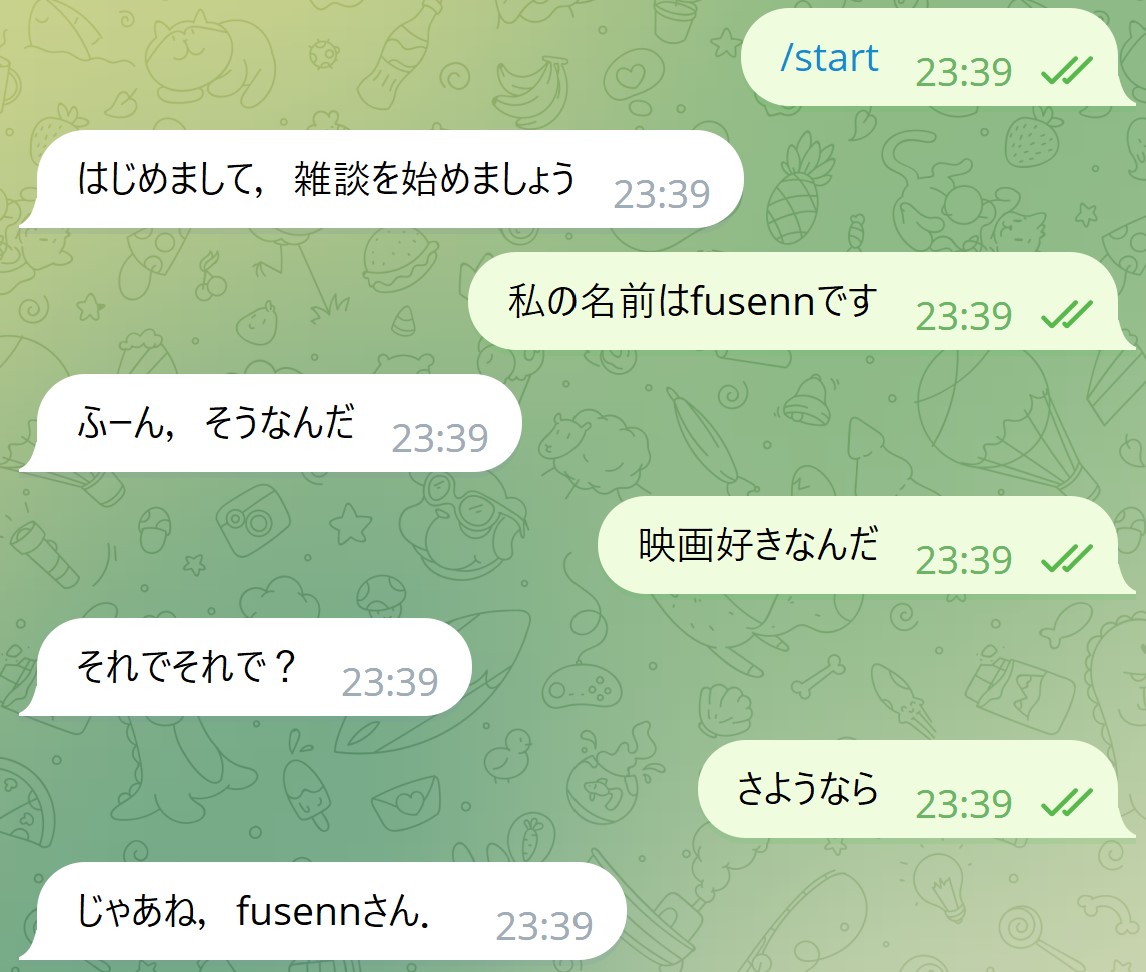 /start 23:39
はじめまして， 雑談を始めましょう 23:39
私の名前はfusennです 23:39
ふーん， そうなんだ 23:39
映画好きなんだ 23:39
それでそれで？ 23:39
さようなら 23:39
じゃあね， fusennさん． 23:39